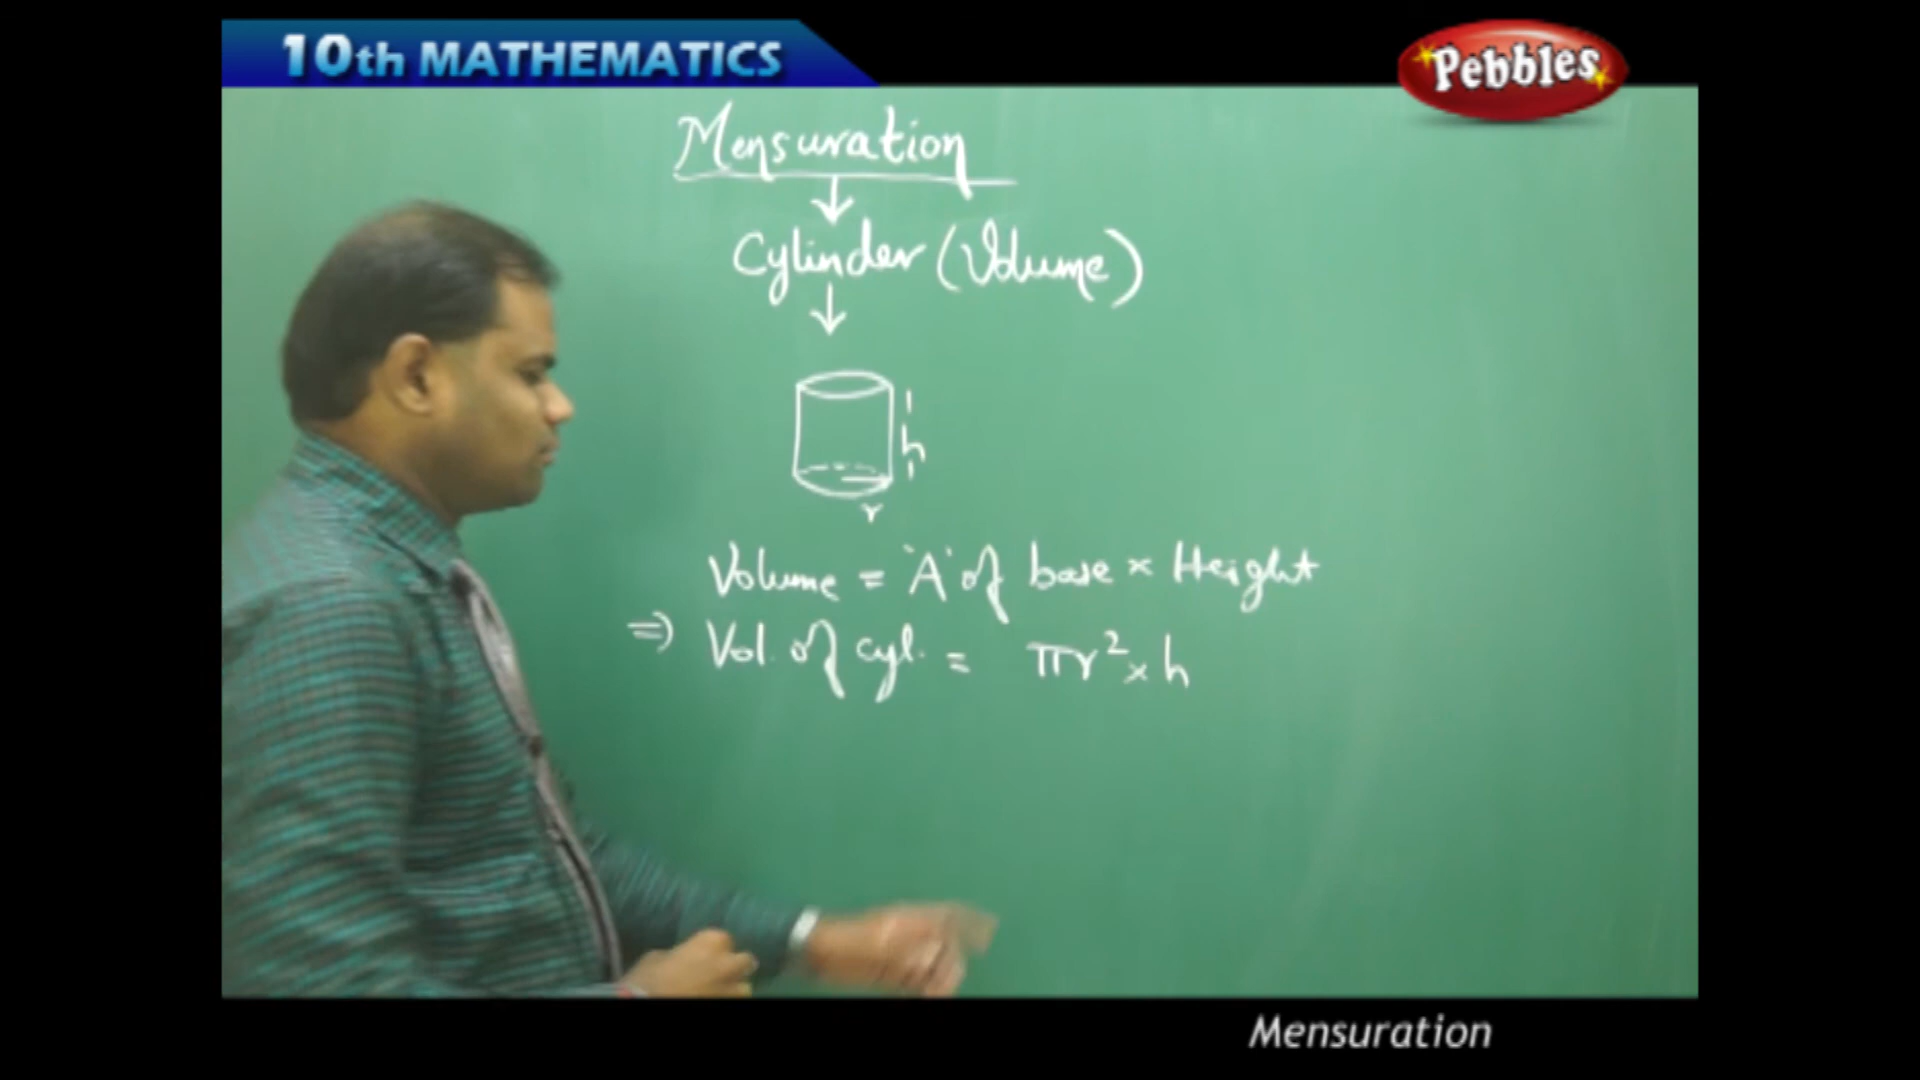 10th MATHEMATICS
Pebbles
Mensuration
Cylinder (Volume)
h
r
Volume = 'A' of base × Height
⇒ Vol. of cyl. = πr² × h
Mensuration